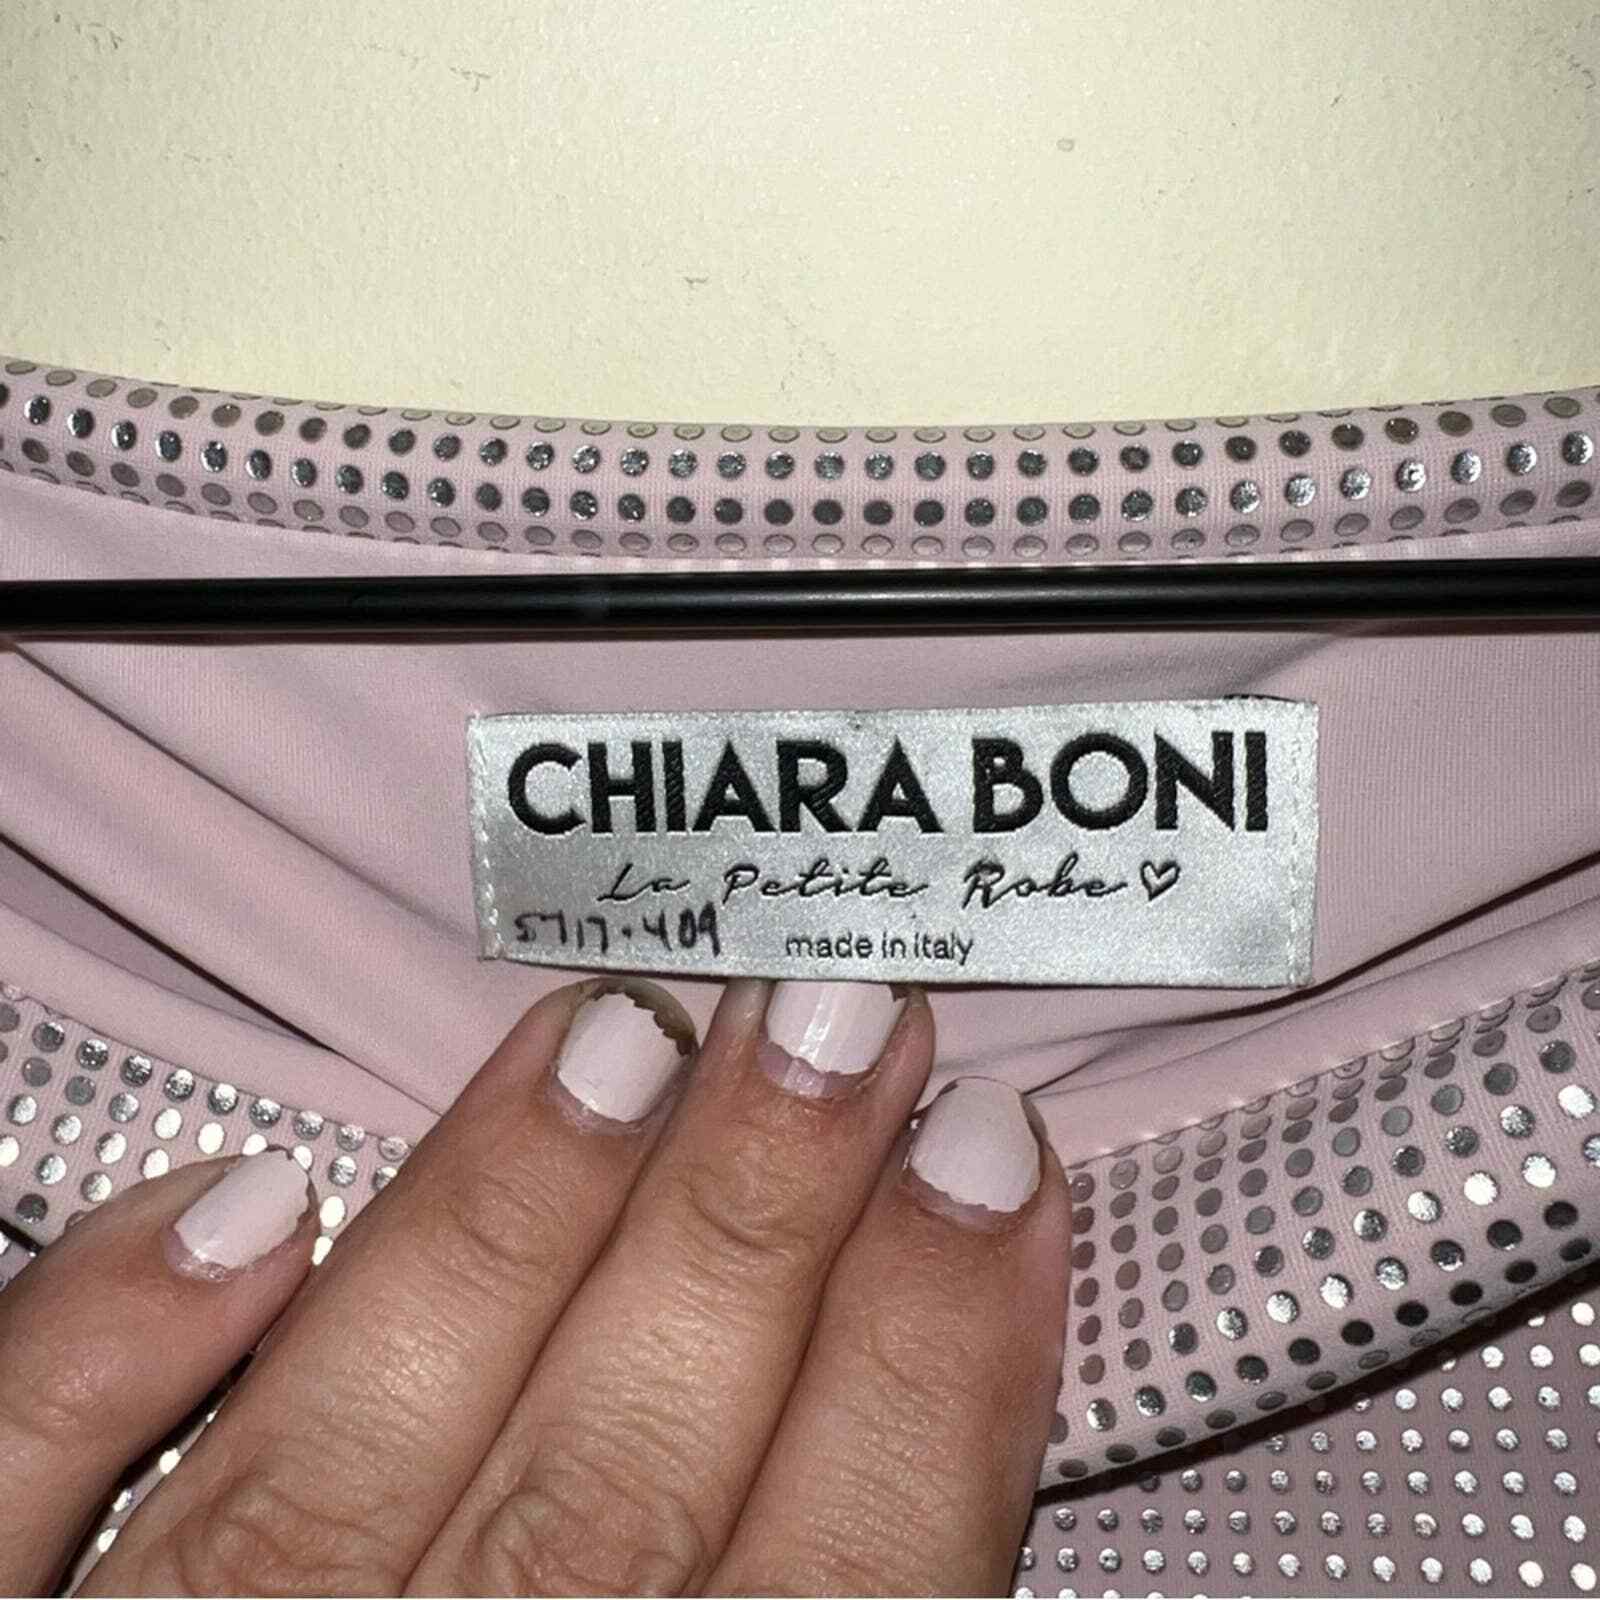 CHIARA BONI
La Petite Robe♡
5717.409
made in italy